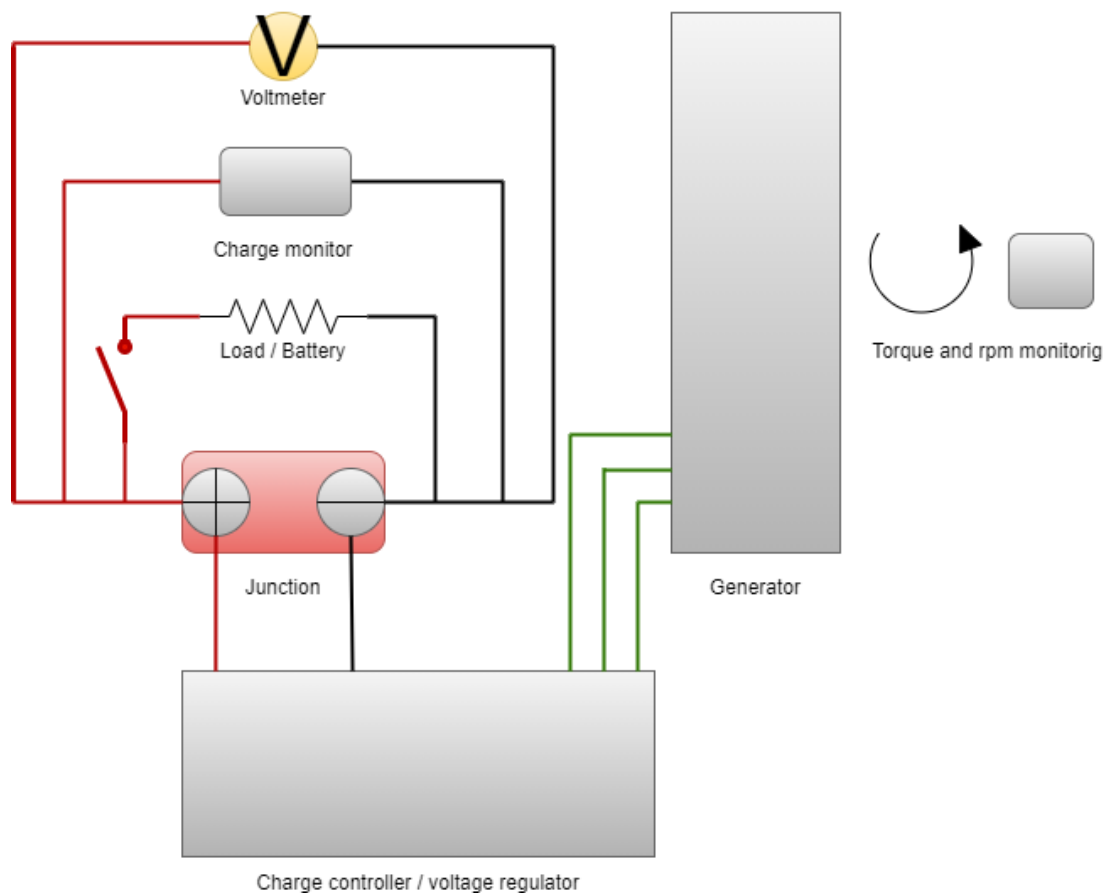 V
Voltmeter
Charge monitor
Load / Battery
Torque and rpm monitorig
Junction
Generator
Charge controller / voltage regulator